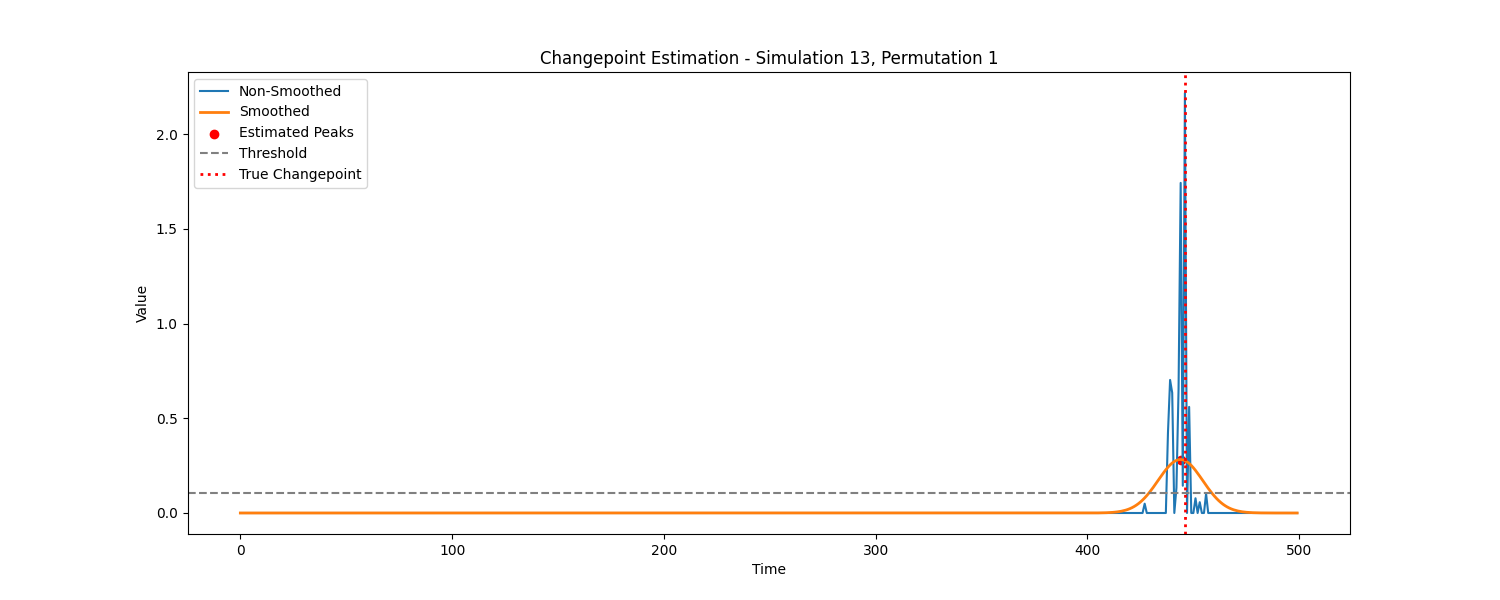 Changepoint Estimation - Simulation 13, Permutation 1
Non-Smoothed
Smoothed
Estimated Peaks
Threshold
True Changepoint
Value
2.0
1.5
1.0
0.5
0.0
0 100 200 300 400 500
Time